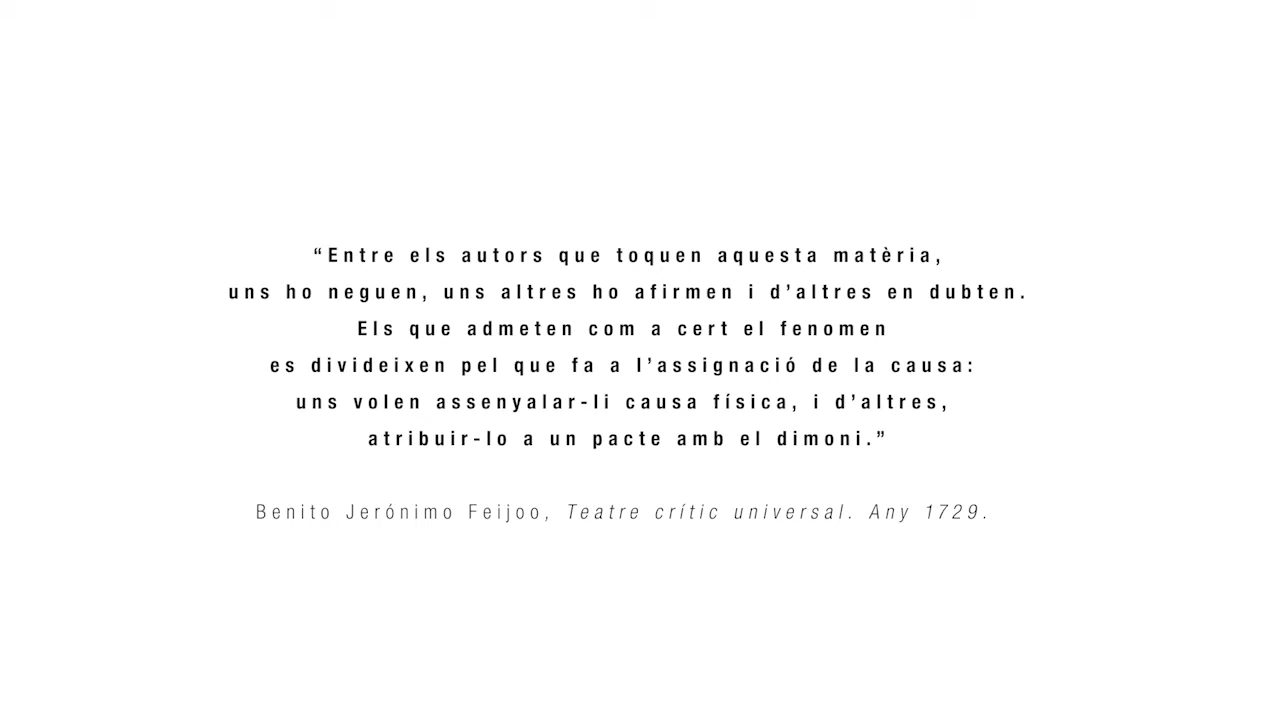 “Entre els autors que toquen aquesta matèria,
uns ho neguen, uns altres ho afirmen i d’altres en dubten.
Els que admeten com a cert el fenomen
es divideixen pel que fa a l’assignació de la causa:
uns volen assenyalar-li causa física, i d’altres,
atribuir-lo a un pacte amb el dimoni.”
Benito Jerónimo Feijoo, Teatre crític universal. Any 1729.